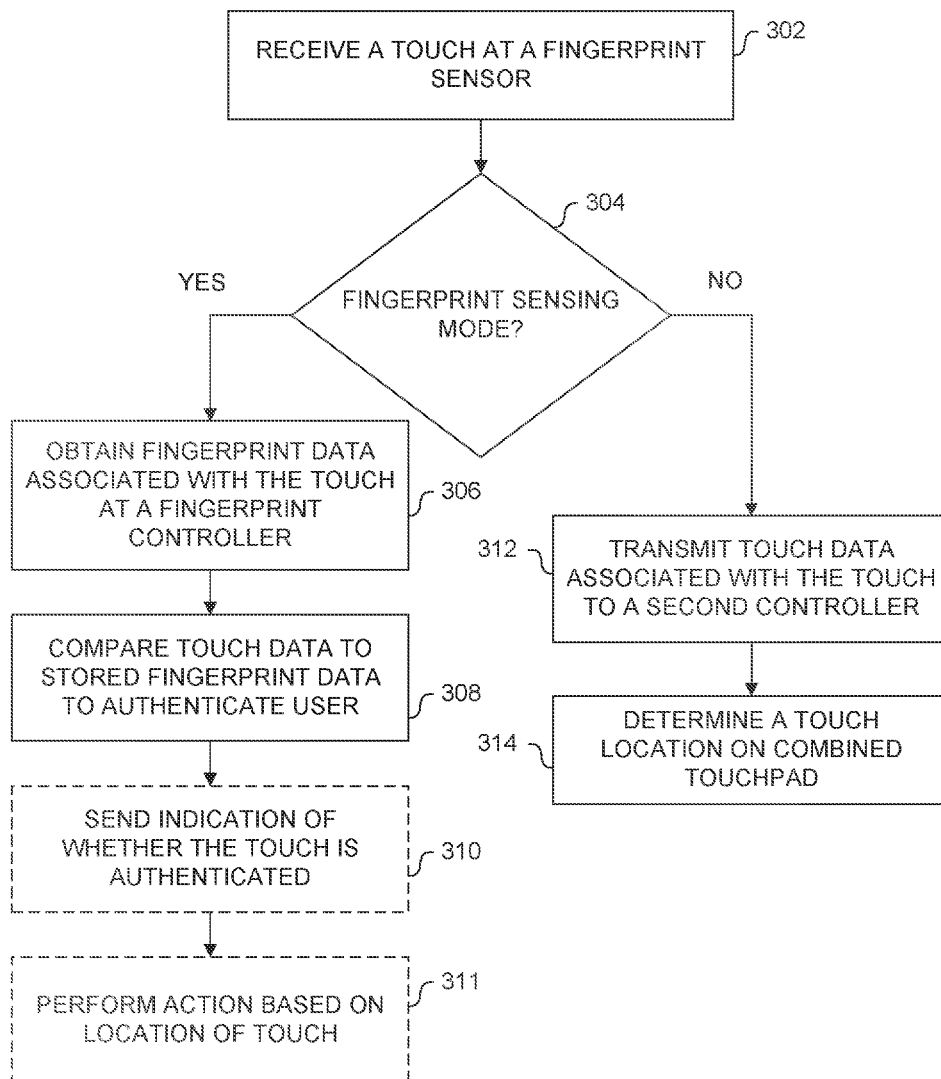 RECEIVE A TOUCH AT A FINGERPRINT
SENSOR
302
304
YES
NO
FINGERPRINT SENSING
MODE?
OBTAIN FINGERPRINT DATA
ASSOCIATED WITH THE TOUCH
AT A FINGERPRINT
CONTROLLER
306
COMPARE TOUCH DATA TO
STORED FINGERPRINT DATA
TO AUTHENTICATE USER
308
SEND INDICATION OF
WHETHER THE TOUCH IS
AUTHENTICATED
310
PERFORM ACTION BASED ON
LOCATION OF TOUCH
311
312
TRANSMIT TOUCH DATA
ASSOCIATED WITH THE TOUCH
TO A SECOND CONTROLLER
314
DETERMINE A TOUCH
LOCATION ON COMBINED
TOUCHPAD